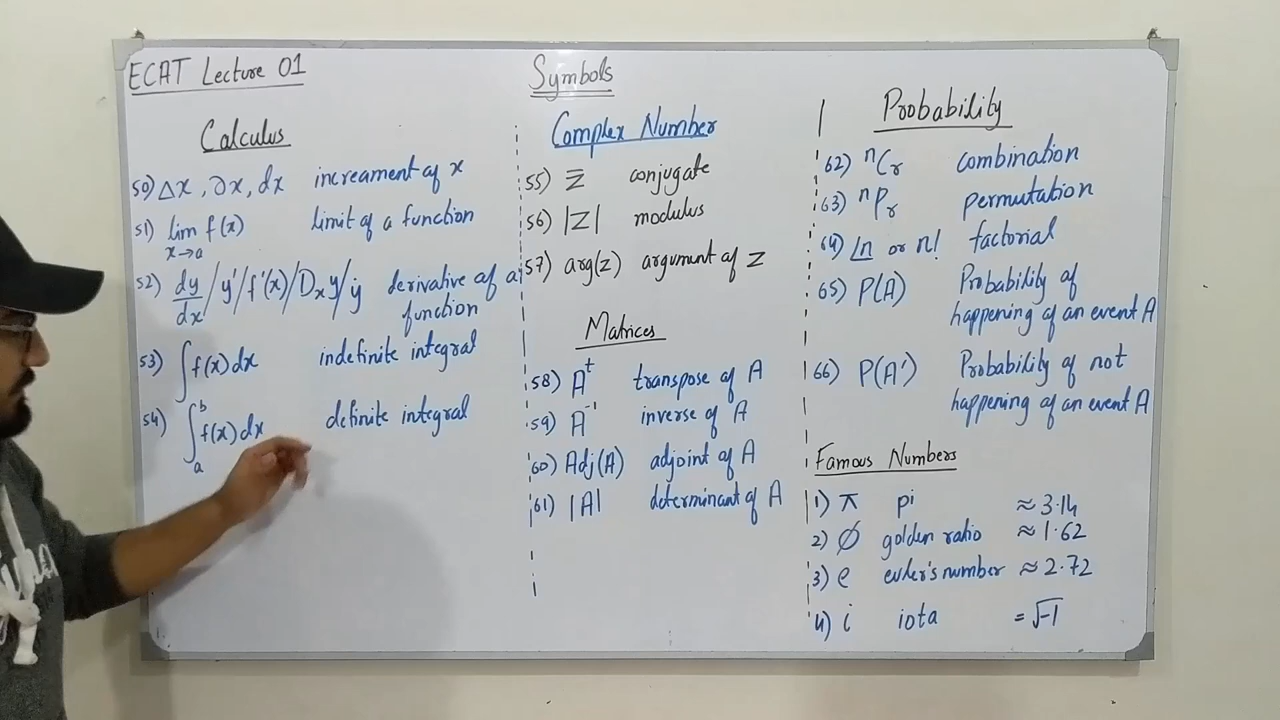 ECAT Lecture 01
Symbols
Calculus
50) Δx, ∂x, dx increament of x
51) lim f(x) limit of a function
x→a
52) dy/dx / y' / f'(x) / Dₓy / ẏ derivative of a
function
53) ∫f(x)dx indefinite integral
54) ∫ₐᵇ f(x)dx definite integral
Complex Number
55) z̅ conjugate
56) |Z| modulus
57) arg(z) argument of Z
Matrices
58) Aᵗ transpose of A
59) A⁻¹ inverse of A
60) Adj(A) adjoint of A
61) |A| determinant of A
Probability
62) ⁿCᵣ combination
63) ⁿPᵣ permutation
64) ∟n or n! factorial
65) P(A) Probability of
happening of an event A
66) P(A') Probability of not
happening of an event A
Famous Numbers
1) π pi ≈ 3.14
2) ∅ golden ratio ≈ 1.62
3) e euler's number ≈ 2.72
4) i iota = √-1